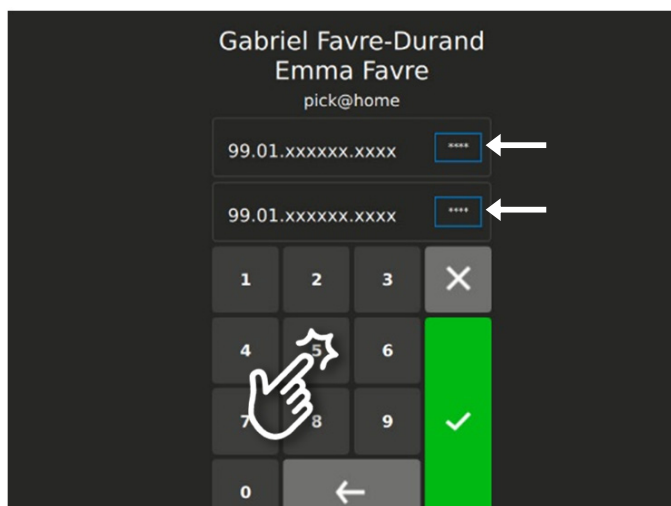 Gabriel Favre-Durand
Emma Favre
pick@home
99.01.xxxxxx.xxxx ****
99.01.xxxxxx.xxxx ****
1 2 3
4 5 6
7 8 9
0